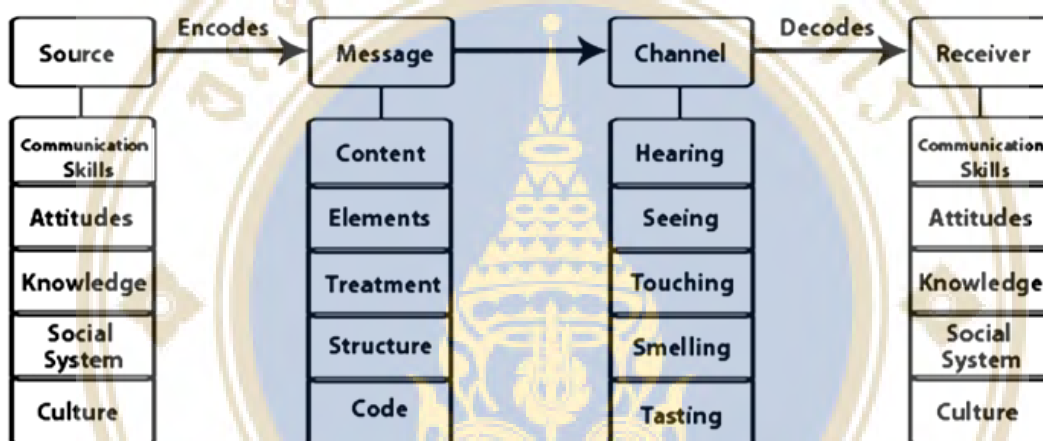 Encodes
Decodes
Source
Message
Channel
Receiver
Communication
Skills
Content
Hearing
Communication
Skills
Attitudes
Elements
Seeing
Attitudes
Knowledge
Treatment
Touching
Knowledge
Social
System
Structure
Smelling
Social
System
Culture
Code
Tasting
Culture